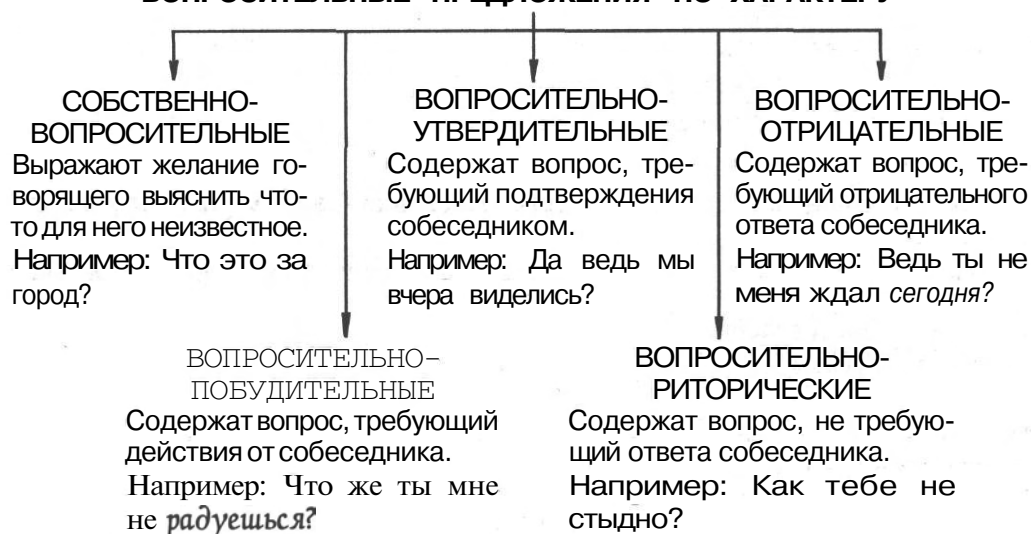 ВОПРОСИТЕЛЬНЫЕ ПРЕДЛОЖЕНИЯ ПО ХАРАКТЕРУ
СОБСТВЕННО-
ВОПРОСИТЕЛЬНЫЕ
Выражают желание го-
ворящего выяснить что-
то для него неизвестное.
Например: Что это за
город?
ВОПРОСИТЕЛЬНО-
УТВЕРДИТЕЛЬНЫЕ
Содержат вопрос, тре-
бующий подтверждения
собеседником.
Например: Да ведь мы
вчера виделись?
ВОПРОСИТЕЛЬНО-
ОТРИЦАТЕЛЬНЫЕ
Содержат вопрос, тре-
бующий отрицательного
ответа собеседника.
Например: Ведь ты не
меня ждал сегодня?
ВОПРОСИТЕЛЬНО-
ПОБУДИТЕЛЬНЫЕ
Содержат вопрос, требующий
действия от собеседника.
Например: Что же ты мне
не радуешься?
ВОПРОСИТЕЛЬНО-
РИТОРИЧЕСКИЕ
Содержат вопрос, не требую-
щий ответа собеседника.
Например: Как тебе не
стыдно?